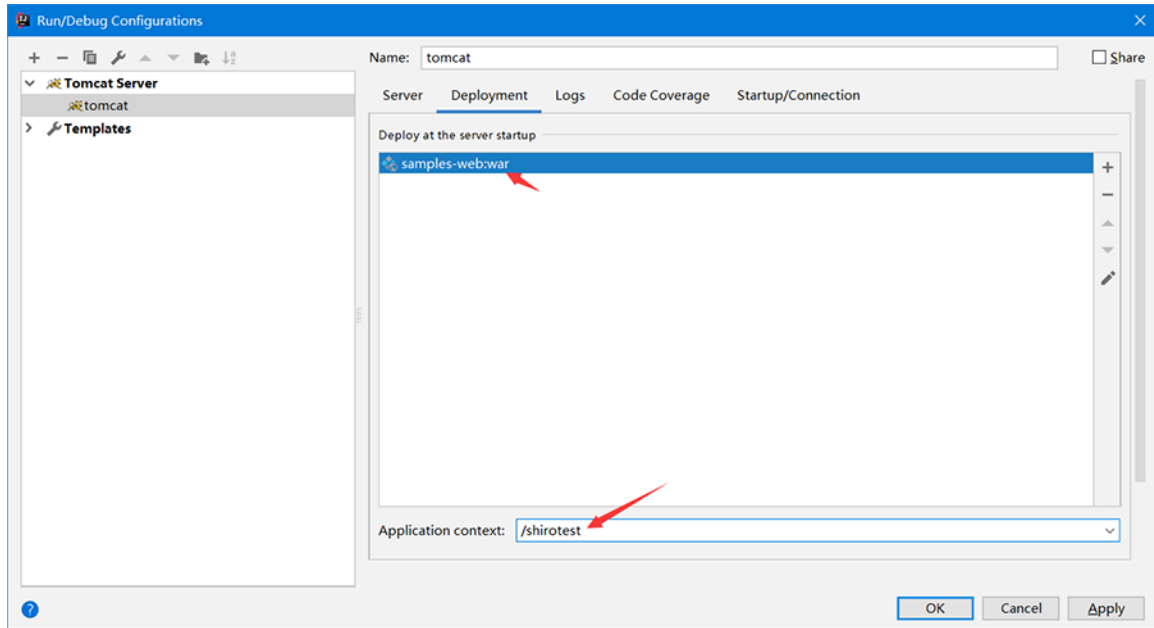 Run/Debug Configurations
Name: tomcat
Share
Tomcat Server
tomcat
Templates
Server Deployment Logs Code Coverage Startup/Connection
Deploy at the server startup
samples-web:war
Application context: /shirotest
OK Cancel Apply